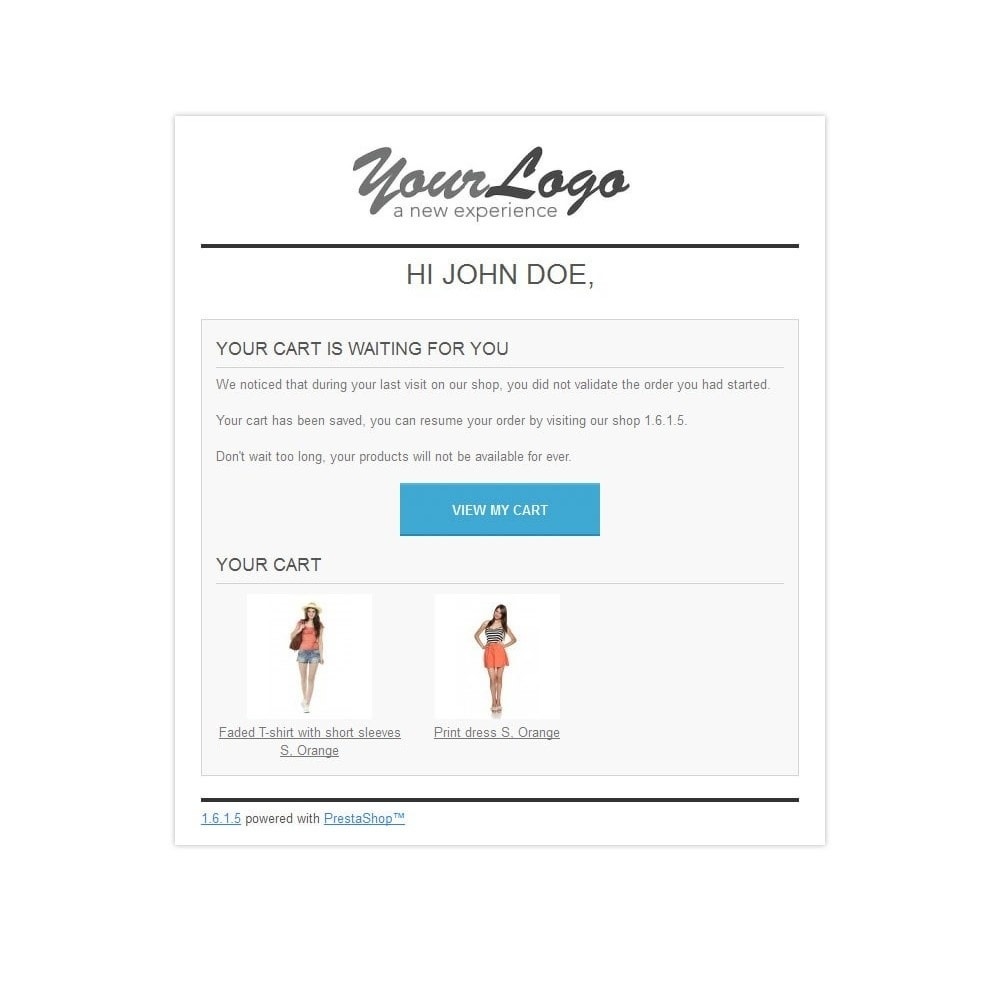 YourLogo
a new experience
HI JOHN DOE,
YOUR CART IS WAITING FOR YOU
We noticed that during your last visit on our shop, you did not validate the order you had started.
Your cart has been saved, you can resume your order by visiting our shop 1.6.1.5.
Don't wait too long, your products will not be available for ever.
VIEW MY CART
YOUR CART
Faded T-shirt with short sleeves
S, Orange
Print dress S, Orange
1.6.1.5 powered with PrestaShop™